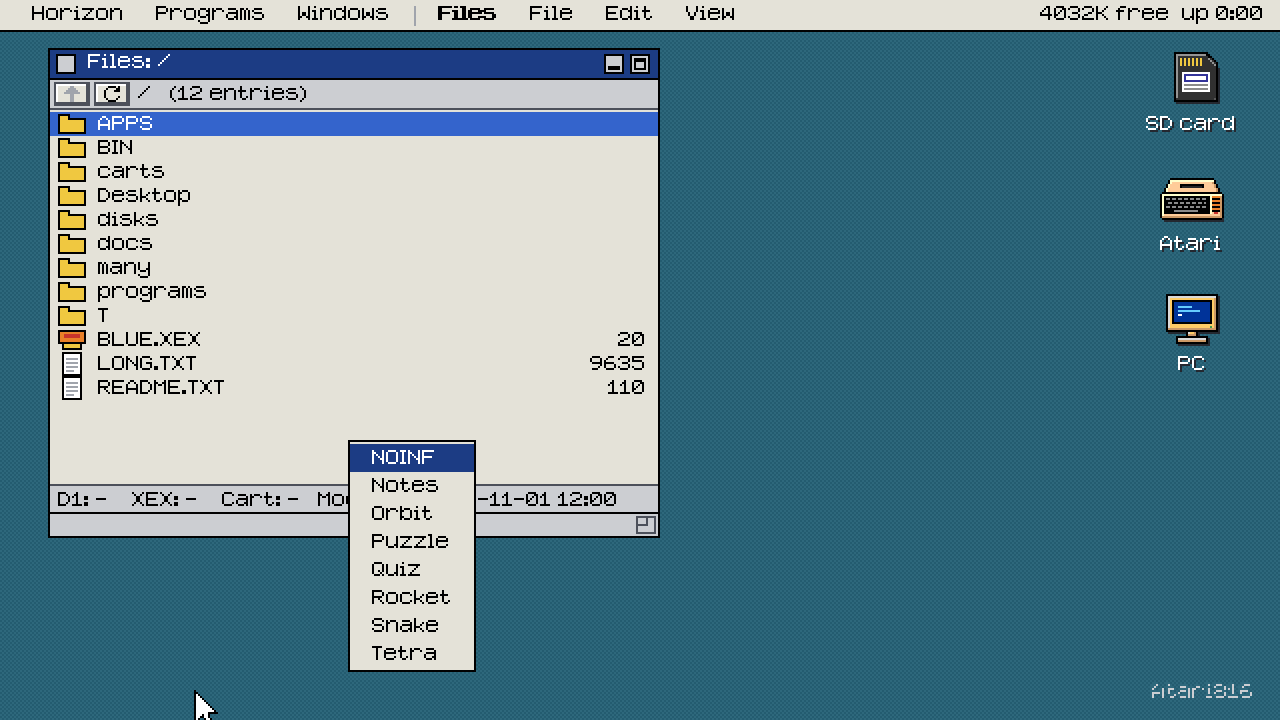 Horizon Programs Windows | Files File Edit View 4032K free up 0:00
Files: /
/ (12 entries)
APPS
BIN
carts
Desktop
disks
docs
many
programs
T
BLUE.XEX 20
LONG.TXT 9635
README.TXT 110
D1: - XEX: - Cart: - -11-01 12:00
NOINF
Notes
Orbit
Puzzle
Quiz
Rocket
Snake
Tetra
SD card
Atari
PC
Atari816